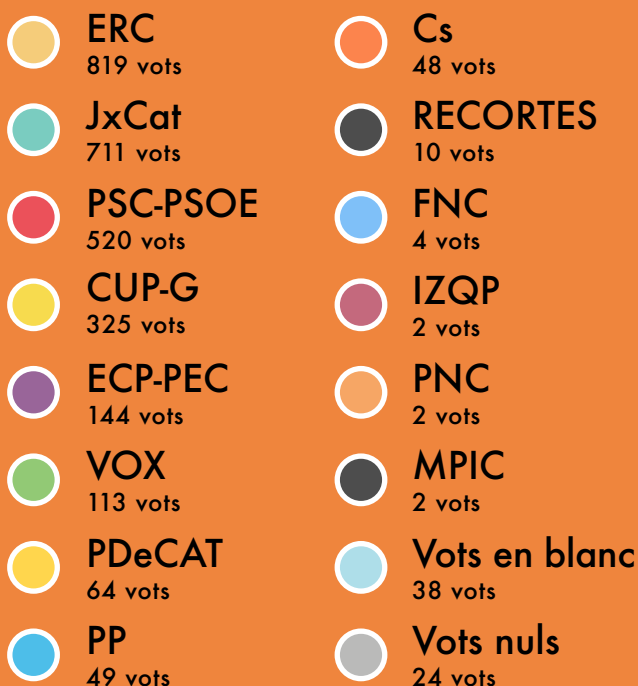 ERC
819 vots
JxCat
711 vots
PSC-PSOE
520 vots
CUP-G
325 vots
ECP-PEC
144 vots
VOX
113 vots
PDeCAT
64 vots
PP
49 vots
Cs
48 vots
RECORTES
10 vots
FNC
4 vots
IZQP
2 vots
PNC
2 vots
MPIC
2 vots
Vots en blanc
38 vots
Vots nuls
24 vots